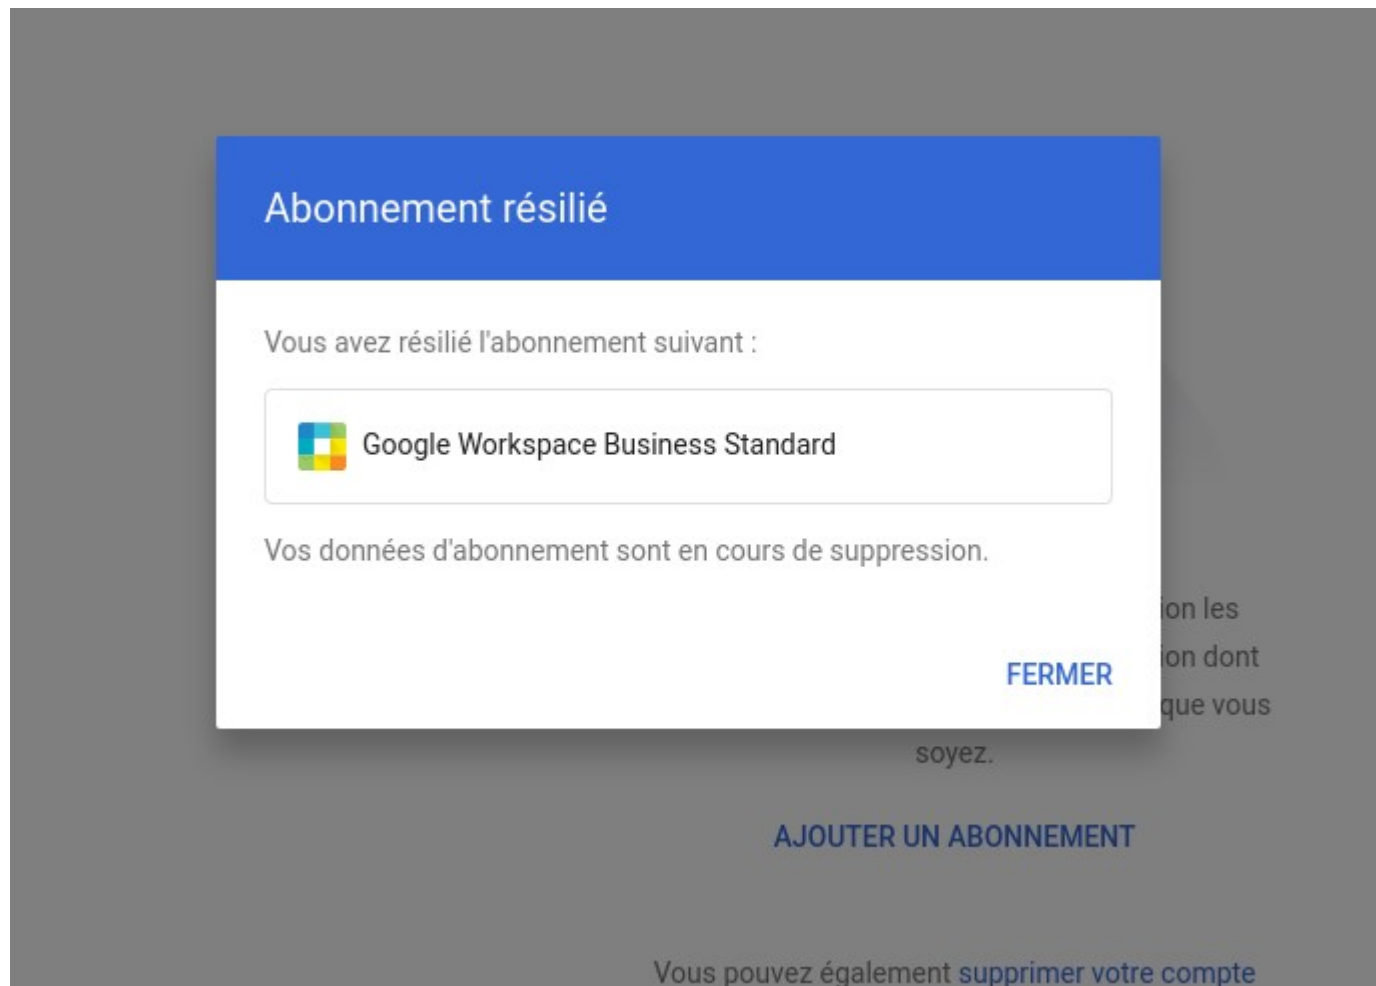 Abonnement résilié
Vous avez résilié l'abonnement suivant :
Google Workspace Business Standard
Vos données d'abonnement sont en cours de suppression.
FERMER
ion les
ion dont
que vous
soyez.
AJOUTER UN ABONNEMENT
Vous pouvez également supprimer votre compte